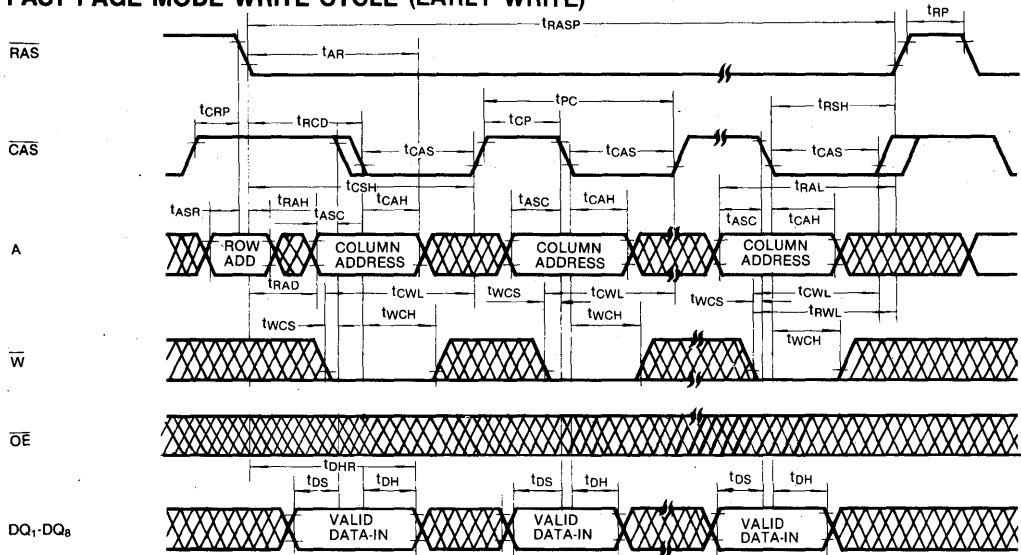 FAST PAGE MODE WRITE CYCLE (EARLY WRITE)
tRASP
tRP
RAS
tAR
tPC
tRSH
tCRP
tRCD
tCP
CAS
tCAS
tCAS
tCAS
tCSH
tRAL
tASR
tRAH
tASC
tCAH
tASC
tCAH
tASC
tCAH
A
ROW ADD
COLUMN ADDRESS
COLUMN ADDRESS
COLUMN ADDRESS
tRAD
tCWL
tWCS
tCWL
tWCS
tCWL
tRWL
tWCS
tWCH
tWCH
tWCH
W
OE
tDHR
tDS
tDH
tDS
tDH
tDS
tDH
DQ1-DQ8
VALID DATA-IN
VALID DATA-IN
VALID DATA-IN